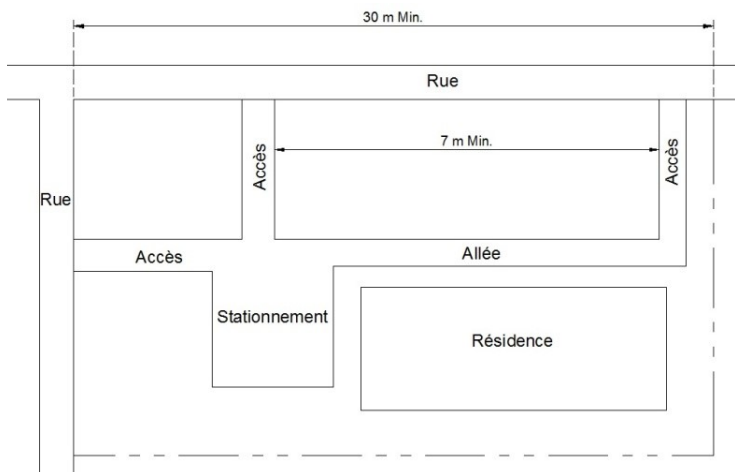 30 m Min.
Rue
Accès
7 m Min.
Accès
Rue
Accès
Allée
Stationnement
Résidence